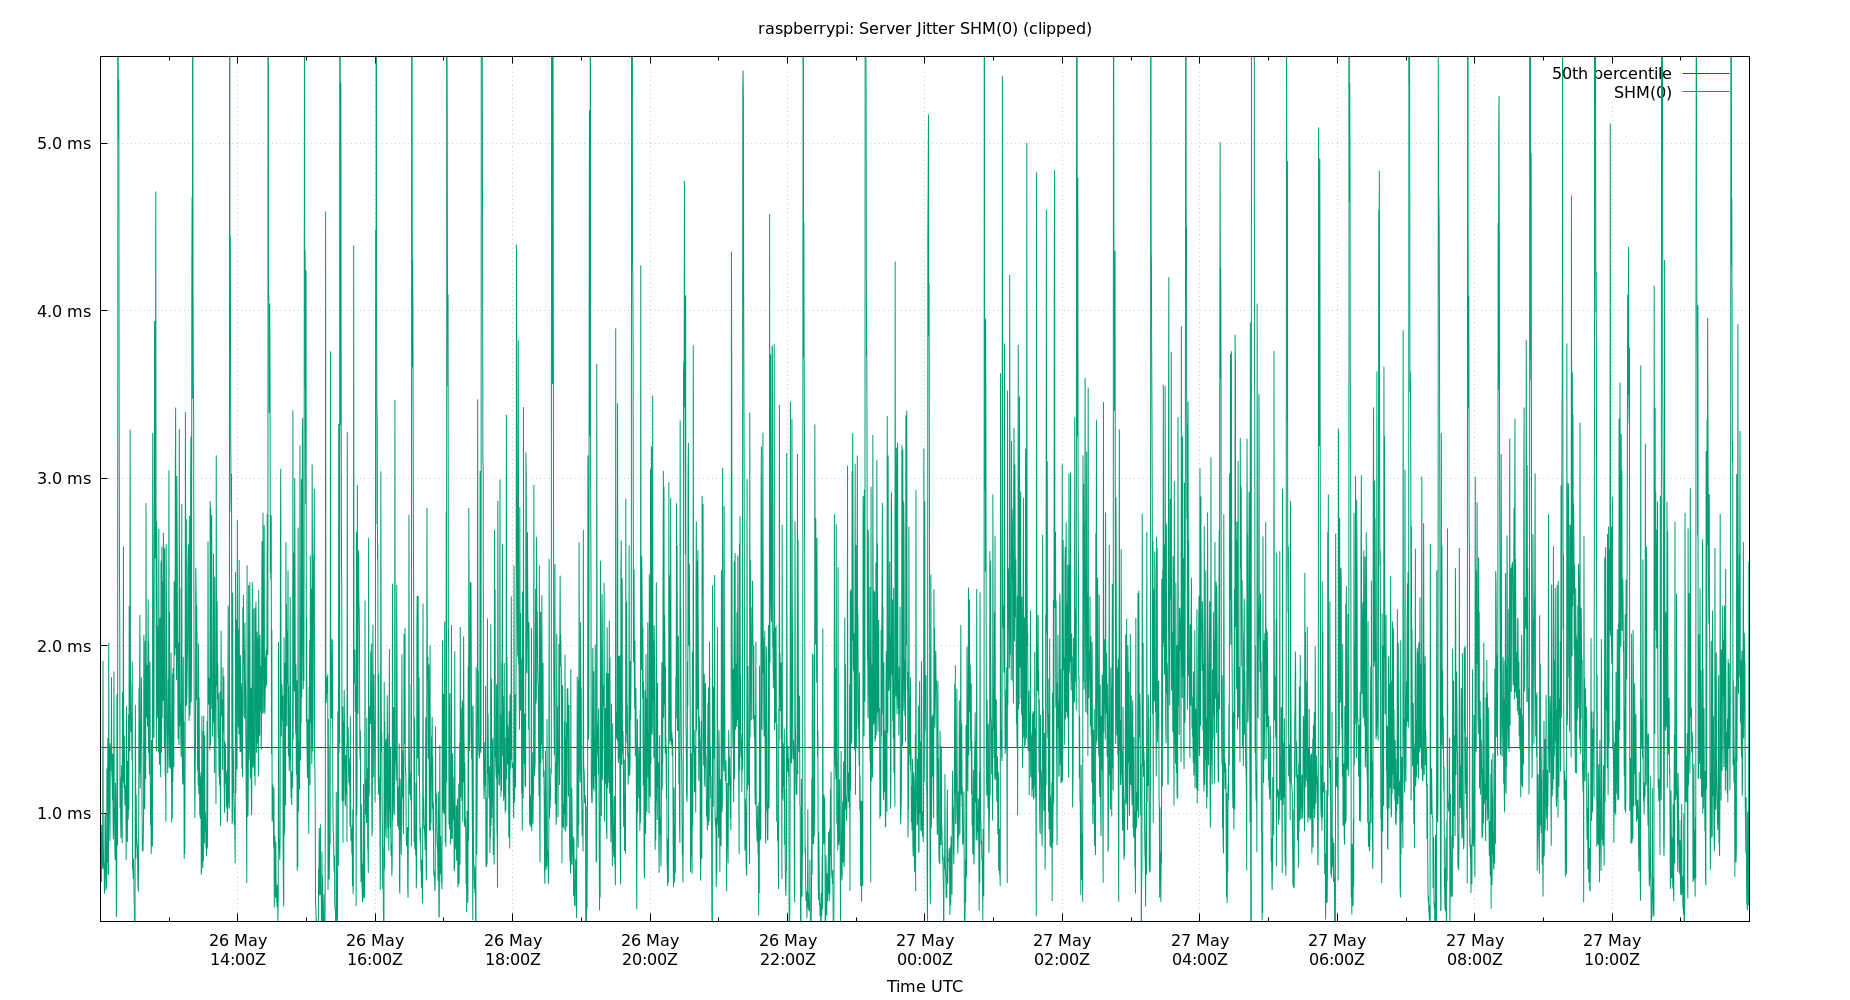 raspberrypi: Server Jitter SHM(0) (clipped)
50th percentile
SHM(0)
5.0 ms
4.0 ms
3.0 ms
2.0 ms
1.0 ms
26 May 26 May 26 May 26 May 26 May 27 May 27 May 27 May 27 May 27 May 27 May
14:00Z 16:00Z 18:00Z 20:00Z 22:00Z 00:00Z 02:00Z 04:00Z 06:00Z 08:00Z 10:00Z
Time UTC